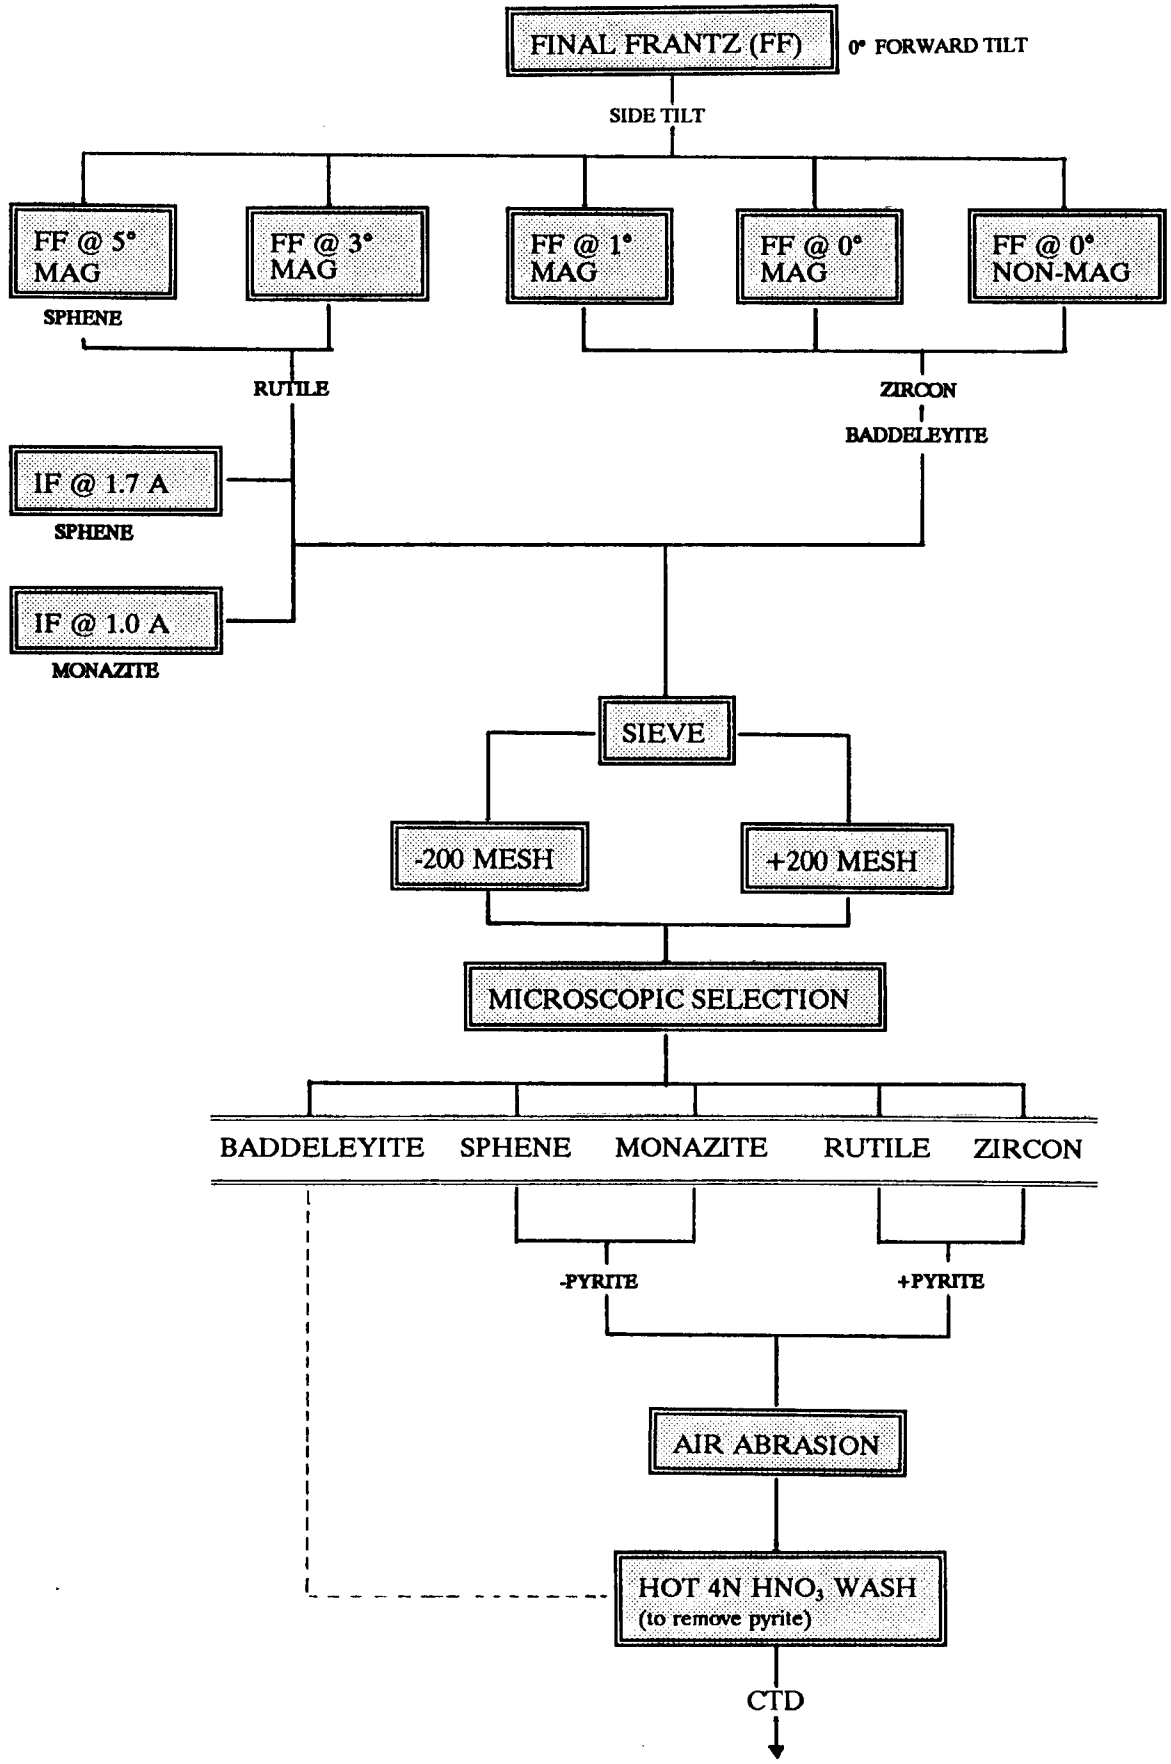 FINAL FRANTZ (FF)
0° FORWARD TILT
SIDE TILT
FF @ 5°
MAG
FF @ 3°
MAG
FF @ 1°
MAG
FF @ 0°
MAG
FF @ 0°
NON-MAG
SPHENE
RUTILE
ZIRCON
BADDELEYITE
IF @ 1.7 A
SPHENE
IF @ 1.0 A
MONAZITE
SIEVE
-200 MESH
+200 MESH
MICROSCOPIC SELECTION
BADDELEYITE SPHENE MONAZITE RUTILE ZIRCON
-PYRITE
+PYRITE
AIR ABRASION
HOT 4N HNO₃ WASH
(to remove pyrite)
CTD